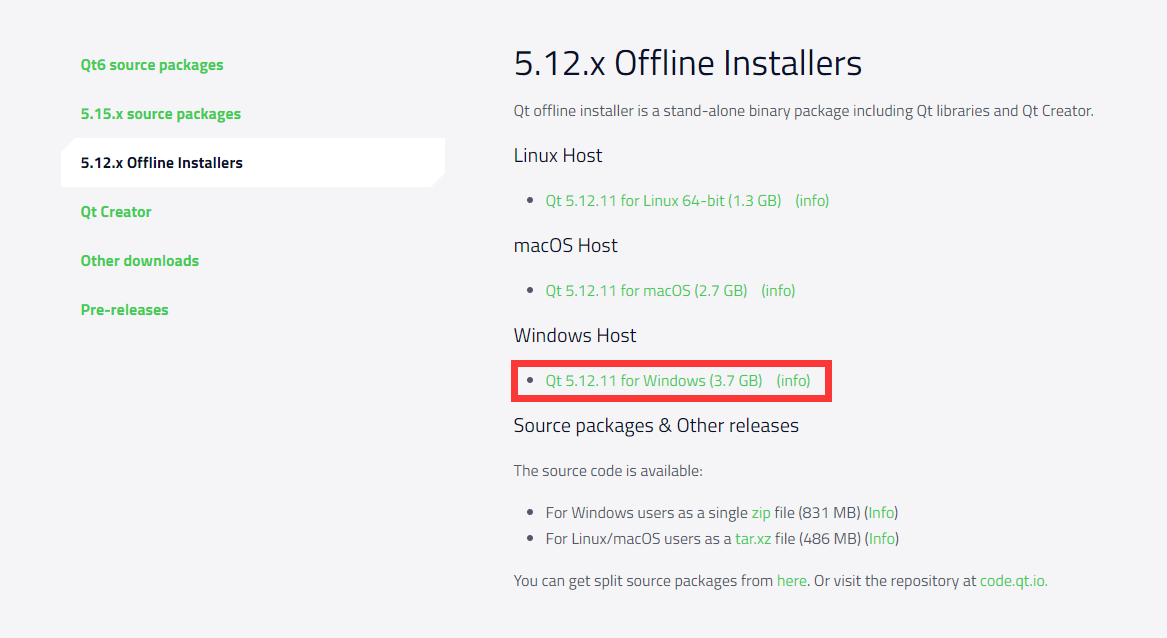 Qt6 source packages
5.15.x source packages
5.12.x Offline Installers
Qt Creator
Other downloads
Pre-releases
5.12.x Offline Installers
Qt offline installer is a stand-alone binary package including Qt libraries and Qt Creator.
Linux Host
Qt 5.12.11 for Linux 64-bit (1.3 GB) (info)
macOS Host
Qt 5.12.11 for macOS (2.7 GB) (info)
Windows Host
Qt 5.12.11 for Windows (3.7 GB) (info)
Source packages & Other releases
The source code is available:
For Windows users as a single zip file (831 MB) (Info)
For Linux/macOS users as a tar.xz file (486 MB) (Info)
You can get split source packages from here. Or visit the repository at code.qt.io.